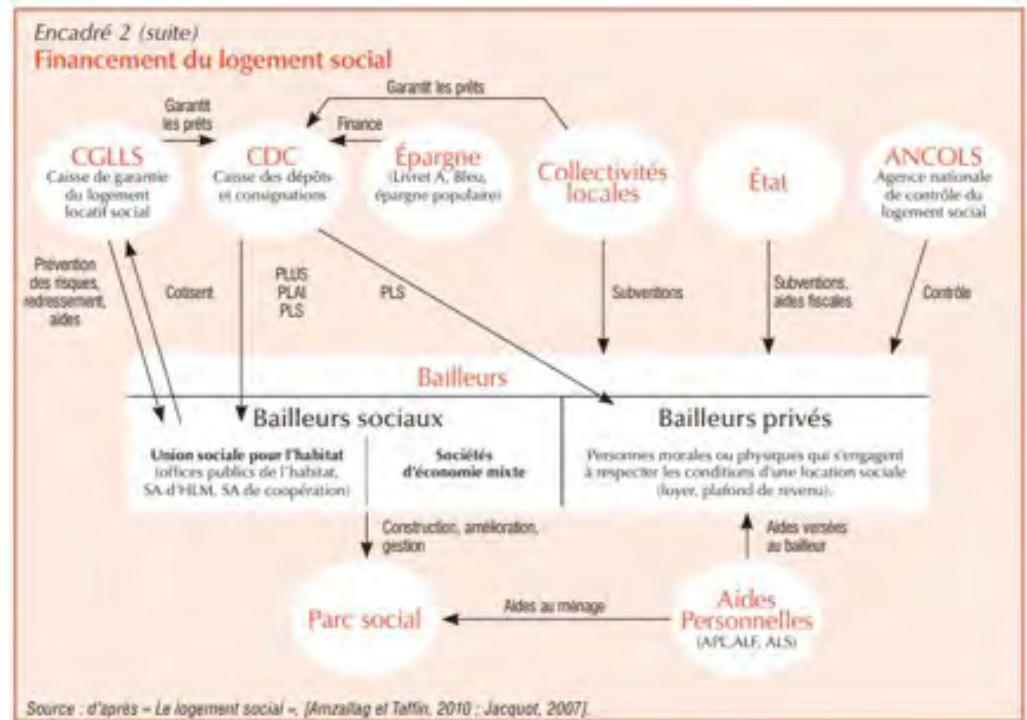 Encadré 2 (suite)
Financement du logement social
Garantit les prêts
Garantit
les prêts
Finance
CGLLS
Caisse de garantie
du logement
locatif social
CDC
Caisse des dépôts
et consignations
Épargne
(Livret A, Bleu,
épargne populaire)
Collectivités
locales
État
ANCOLS
Agence nationale
de contrôle du
logement social
Prévention
des risques,
redressement,
aides
Cotisent
PLUS
PLAI
PLS
PLS
Subventions
Subventions,
aides fiscales
Contrôle
Bailleurs
Bailleurs sociaux
Union sociale pour l'habitat
(offices publics de l'habitat,
SA d'HLM, SA de coopération)
Sociétés
d'économie mixte
Bailleurs privés
Personnes morales ou physiques qui s'engagent
à respecter les conditions d'une location sociale
(loyer, plafond de revenu).
Construction, amélioration,
gestion
Aides versées
au bailleur
Parc social
Aides au ménage
Aides
Personnelles
(APL,ALF, ALS)
Source : d'après « Le logement social », [Amzallag et Taffin, 2010 ; Jacquot, 2007].